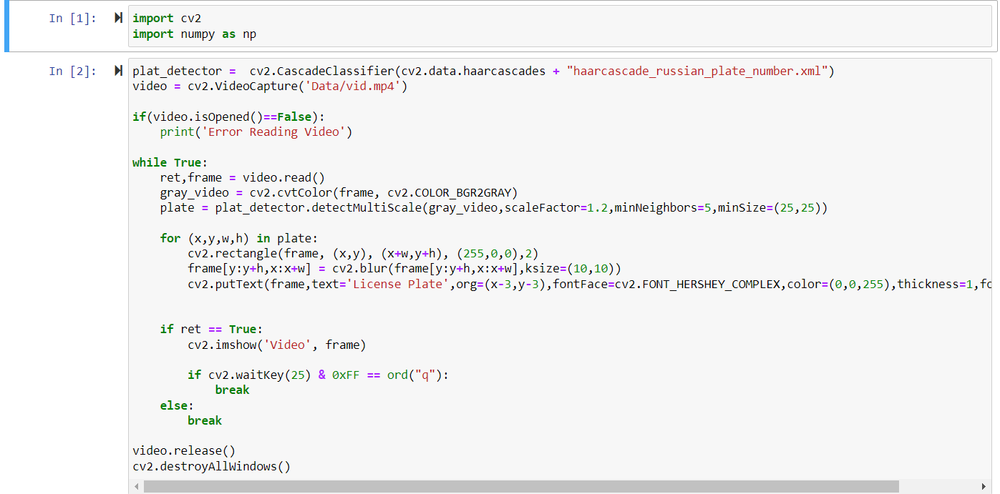 In [1]:
import cv2
import numpy as np
In [2]:
plat_detector =  cv2.CascadeClassifier(cv2.data.haarcascades + "haarcascade_russian_plate_number.xml")
video = cv2.VideoCapture('Data/vid.mp4')
if(video.isOpened()==False):
    print('Error Reading Video')
while True:
    ret,frame = video.read()
    gray_video = cv2.cvtColor(frame, cv2.COLOR_BGR2GRAY)
    plate = plat_detector.detectMultiScale(gray_video,scaleFactor=1.2,minNeighbors=5,minSize=(25,25))
    for (x,y,w,h) in plate:
        cv2.rectangle(frame, (x,y), (x+w,y+h), (255,0,0),2)
        frame[y:y+h,x:x+w] = cv2.blur(frame[y:y+h,x:x+w],ksize=(10,10))
        cv2.putText(frame,text='License Plate',org=(x-3,y-3),fontFace=cv2.FONT_HERSHEY_COMPLEX,color=(0,0,255),thickness=1,
    if ret == True:
        cv2.imshow('Video', frame)
        if cv2.waitKey(25) & 0xFF == ord("q"):
            break
    else:
        break
video.release()
cv2.destroyAllWindows()